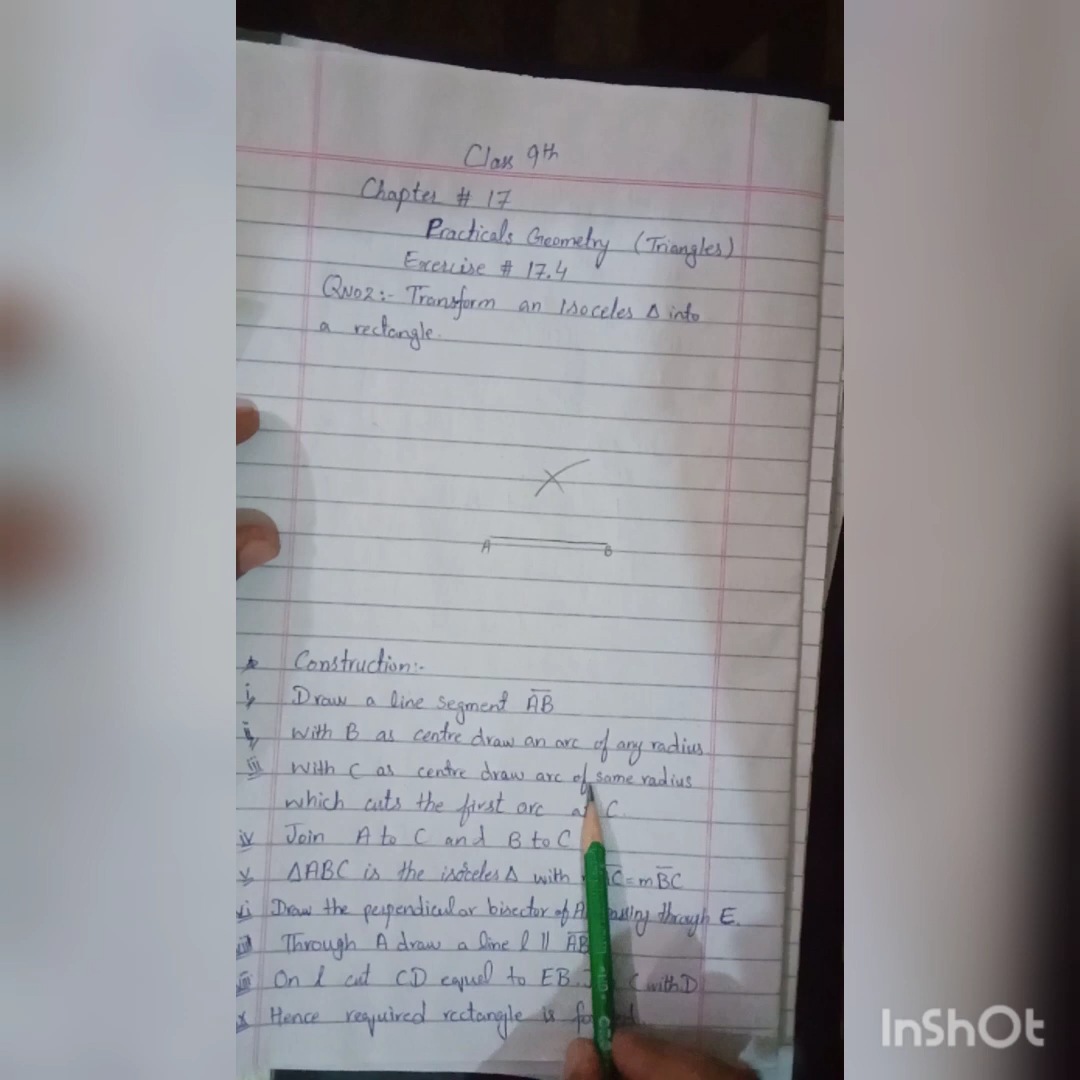 Class 9th
Chapter # 17
Practicals Geometry (Triangles)
Exercise # 17.4
QNo2:- Transform an Isoceles Δ into
a rectangle.
A B
Construction:-
i, Draw a line segment AB
ii, with B as centre draw an arc of any radius
iii with C as centre draw arc of same radius
which cuts the first arc at C.
iv Join A to C and B to C
v ΔABC is the isoceles Δ with = mBC
vi Draw the perpendicular bisector of through E.
Through A draw a line l || AB
On l cut CD equal to EB. C with D
x Hence required rectangle is
InShOt